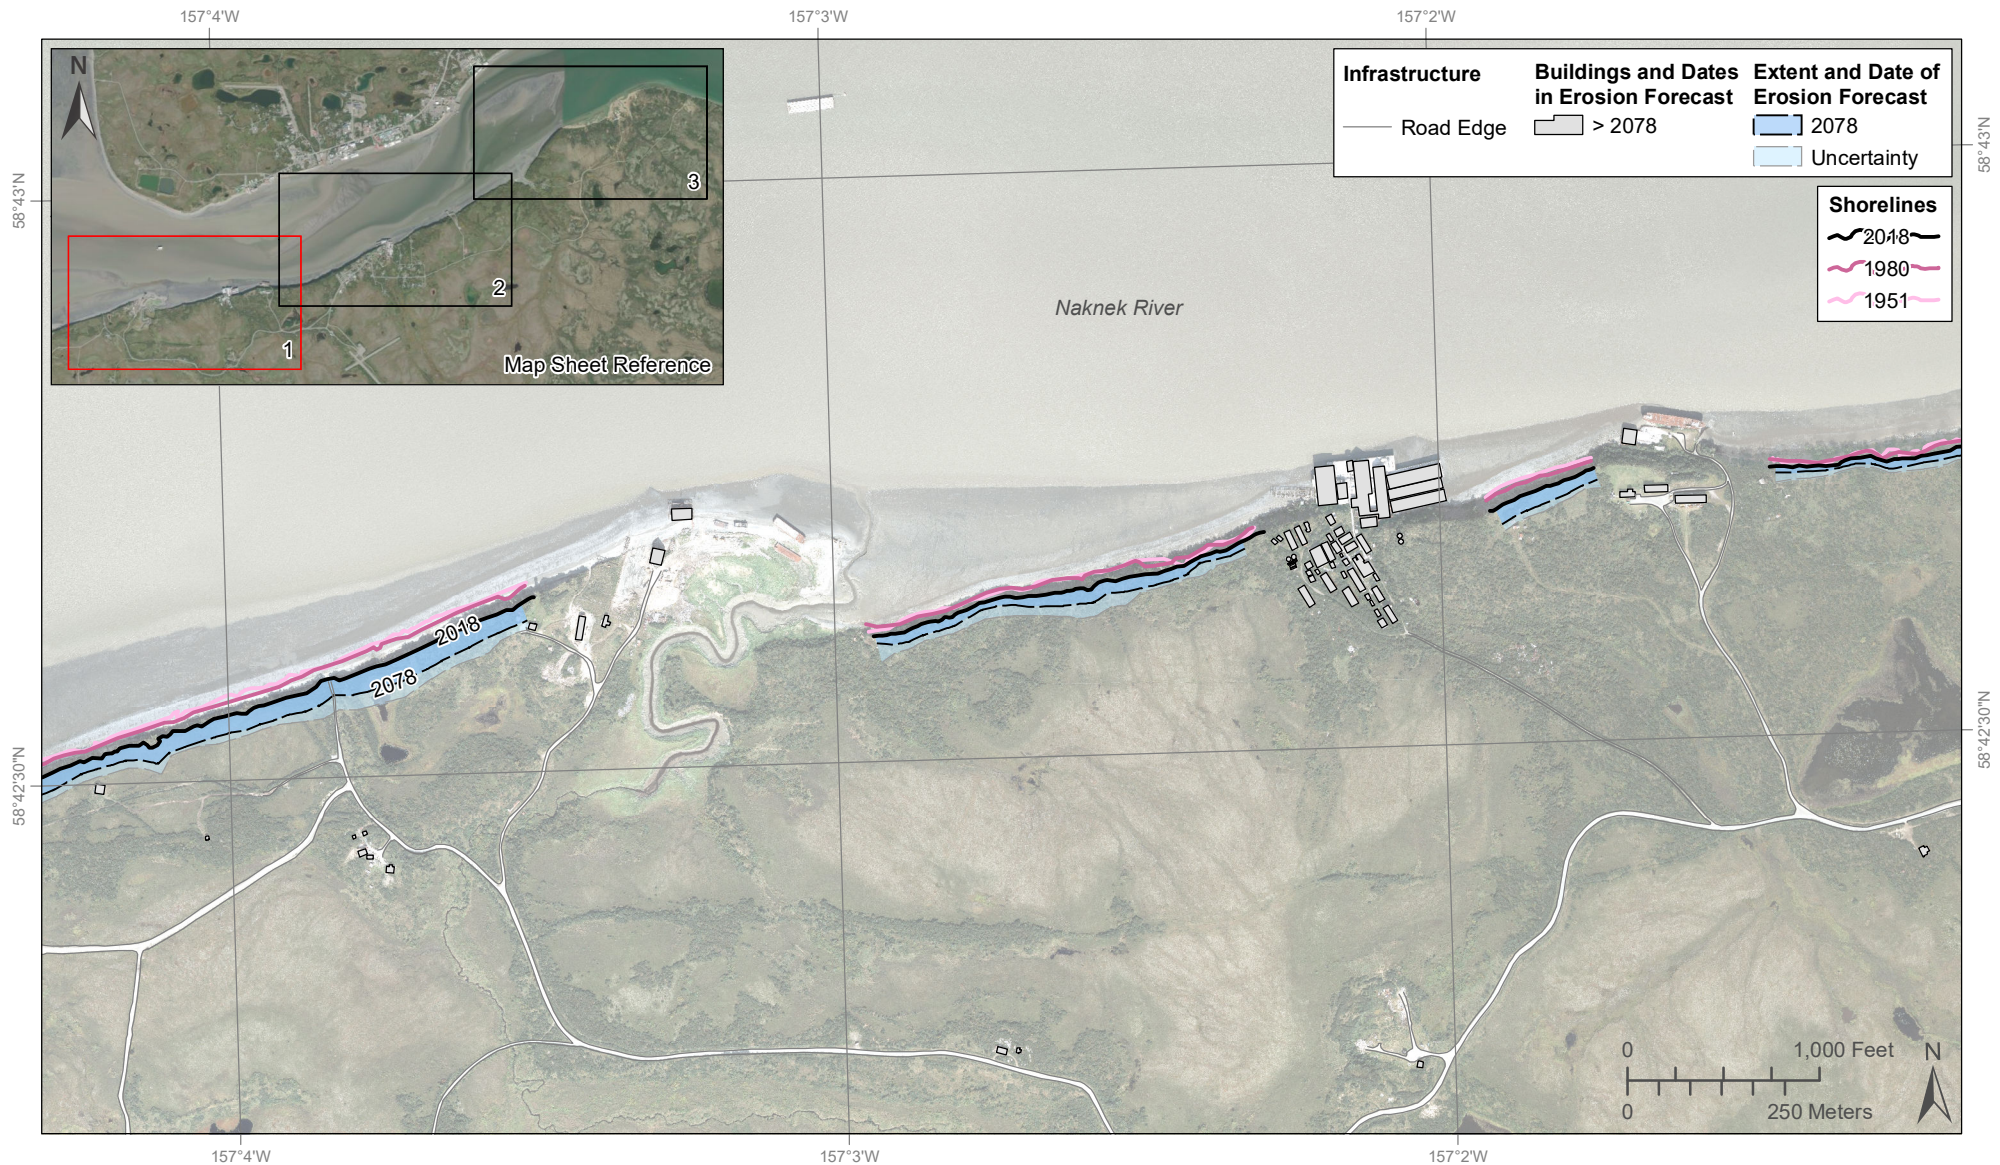 157°4'W
157°3'W
157°2'W
N
3
2
1
Map Sheet Reference
Infrastructure
Road Edge
Buildings and Dates
in Erosion Forecast
> 2078
Extent and Date of
Erosion Forecast
2078
Uncertainty
Shorelines
2018
1980
1951
58°43'N
58°43'N
Naknek River
2018
2078
58°42'30"N
58°42'30"N
0
1,000 Feet
N
0
250 Meters
157°4'W
157°3'W
157°2'W